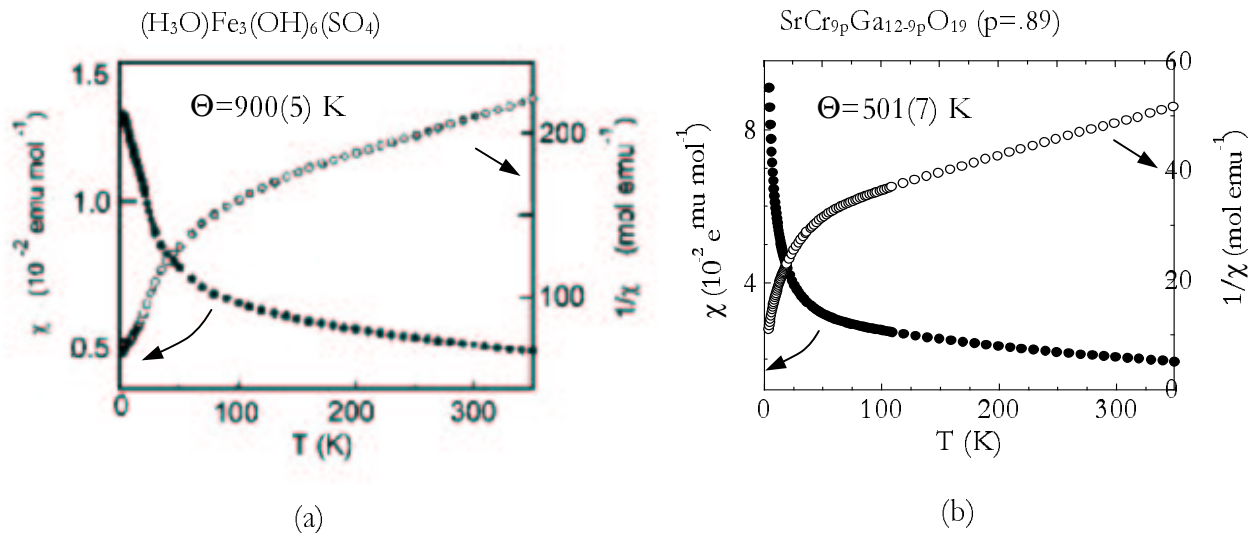 (H₃O)Fe₃(OH)₆(SO₄)
Θ=900(5) K
χ (10⁻² emu mol⁻¹)
1.5
1.0
0.5
200
100
1/χ (mol emu⁻¹)
0 100 200 300
T (K)
(a)
SrCr₉ₚGa₁₂₋₉ₚO₁₉ (p=.89)
Θ=501(7) K
χ (10⁻² e mu mol⁻¹)
8
4
60
40
20
0
1/χ (mol emu⁻¹)
0 100 200 300
T (K)
(b)